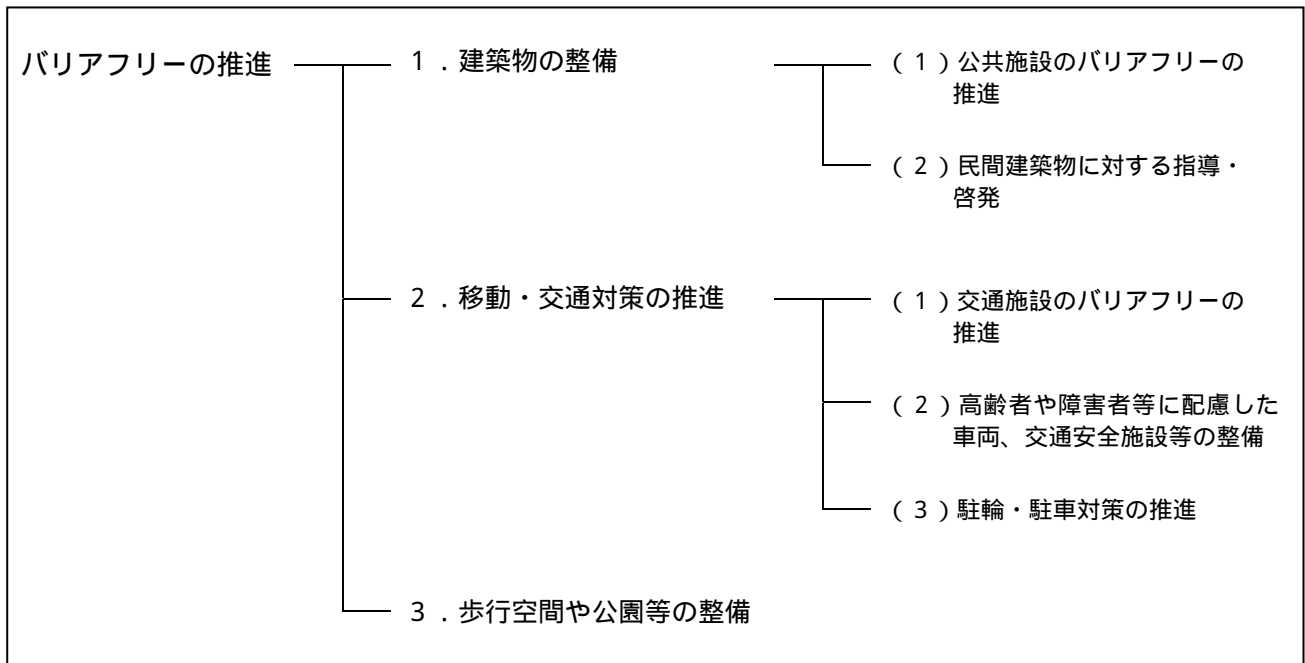 バリアフリーの推進
1．建築物の整備
（1）公共施設のバリアフリーの
推進
（2）民間建築物に対する指導・
啓発
2．移動・交通対策の推進
（1）交通施設のバリアフリーの
推進
（2）高齢者や障害者等に配慮した
車両、交通安全施設等の整備
（3）駐輪・駐車対策の推進
3．歩行空間や公園等の整備